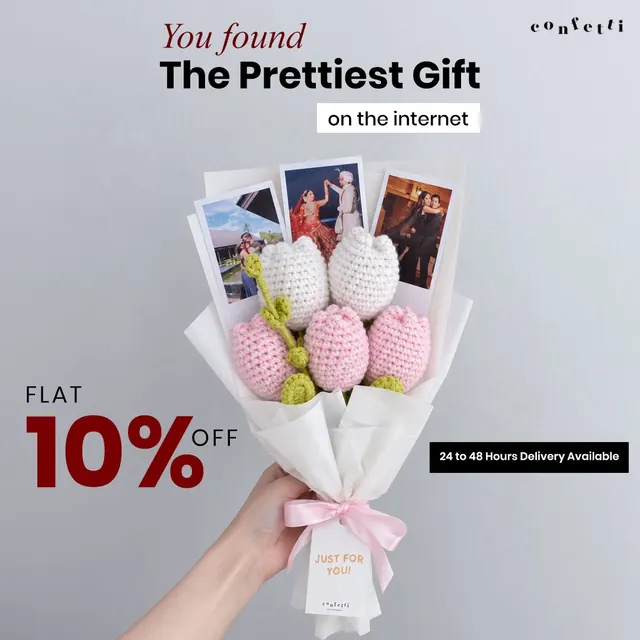 confetti
You found
The Prettiest Gift
on the internet
FLAT
10% OFF
24 to 48 Hours Delivery Available
JUST FOR
YOU!
confetti